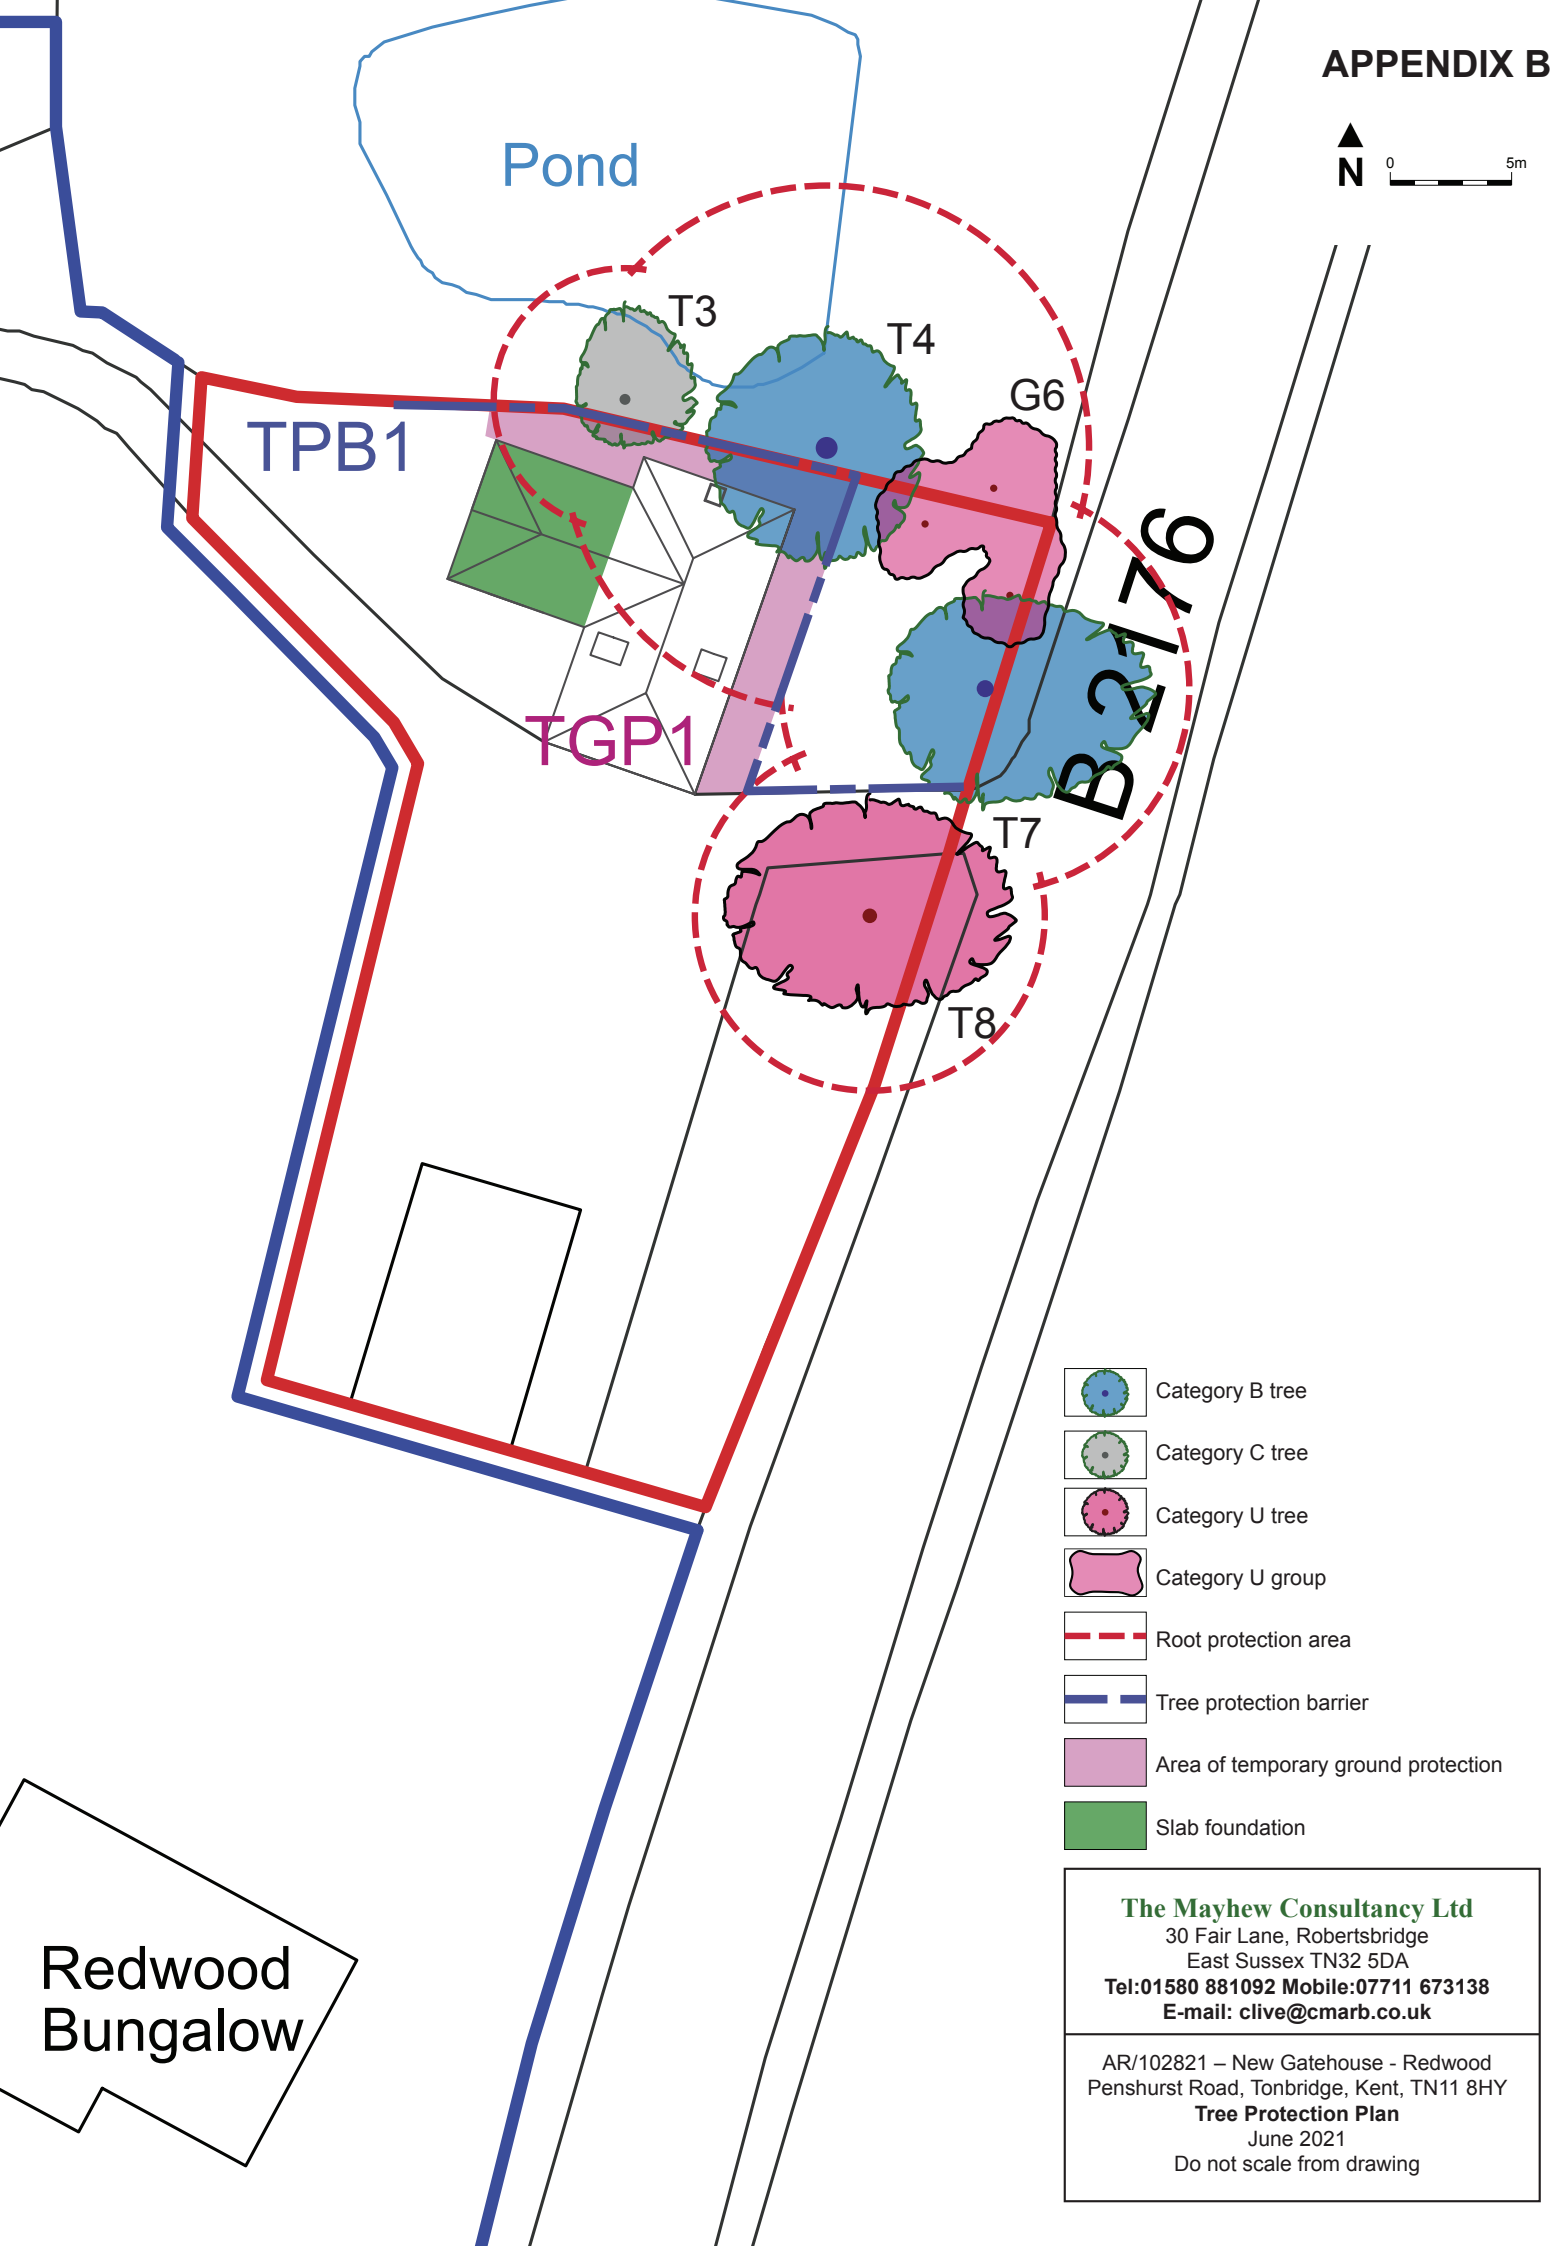 APPENDIX B
N
0 5m
Pond
T3
T4
G6
TPB1
B 2176
TGP1
T7
T8
Category B tree
Category C tree
Category U tree
Category U group
Root protection area
Tree protection barrier
Area of temporary ground protection
Slab foundation
Redwood
Bungalow
The Mayhew Consultancy Ltd
30 Fair Lane, Robertsbridge
East Sussex TN32 5DA
Tel:01580 881092 Mobile:07711 673138
E-mail: clive@cmarb.co.uk
AR/102821 – New Gatehouse - Redwood
Penshurst Road, Tonbridge, Kent, TN11 8HY
Tree Protection Plan
June 2021
Do not scale from drawing